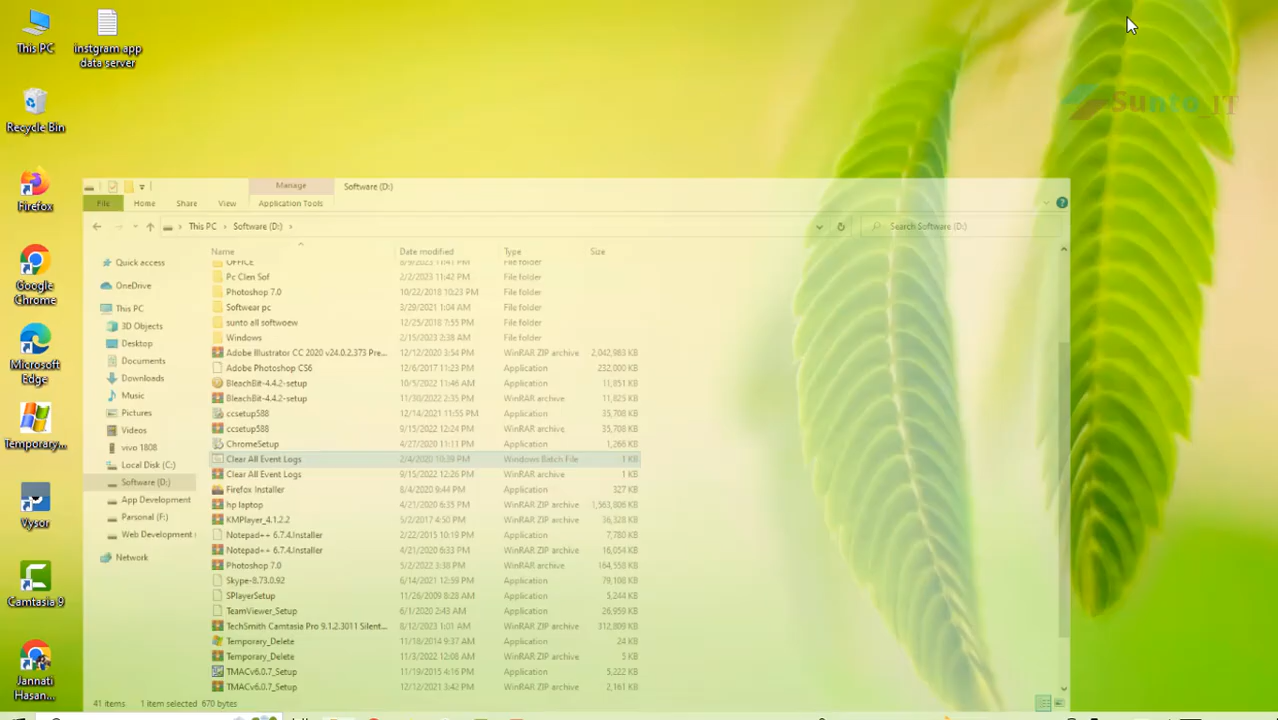 This PC
instgram app
data server
Recycle Bin
Firefox
Google
Chrome
Microsoft
Edge
Temporary...
Vysor
Camtasia 9
Jannati
Hasan...
Sunto_IT
Manage
Software (D:)
File Home Share View Application Tools
This PC Software (D:)
Search Software (D:)
Quick access
OneDrive
This PC
3D Objects
Desktop
Documents
Downloads
Music
Pictures
Videos
vivo 1808
Local Disk (C:)
Software (D:)
App Development
Parsonal (F:)
Web Development
Network
Name Date modified Type Size
OFFICE 8/9/2023 11:41 PM File folder
Pc Clen Sof 2/2/2023 11:42 PM File folder
Photoshop 7.0 10/22/2018 10:23 PM File folder
Softwear pc 3/29/2021 1:04 AM File folder
sunto all softwoew 12/25/2018 7:55 PM File folder
Windows 2/15/2023 2:38 AM File folder
Adobe Illustrator CC 2020 v24.0.2.373 Pre... 12/12/2020 3:54 PM WinRAR ZIP archive 2,042,983 KB
Adobe Photoshop CS6 12/6/2017 11:23 PM Application 232,000 KB
BleachBit-4.4.2-setup 10/5/2022 11:46 AM Application 11,851 KB
BleachBit-4.4.2-setup 11/30/2022 2:35 PM WinRAR archive 11,825 KB
ccsetup588 12/14/2021 11:55 PM Application 35,708 KB
ccsetup588 9/15/2022 12:24 PM WinRAR archive 35,708 KB
ChromeSetup 4/27/2020 11:11 PM Application 1,266 KB
Clear All Event Logs 2/4/2020 10:39 PM Windows Batch File 1 KB
Clear All Event Logs 9/15/2022 12:26 PM WinRAR archive 1 KB
Firefox Installer 8/4/2020 9:44 PM Application 327 KB
hp laptop 4/21/2020 6:35 PM WinRAR ZIP archive 1,563,806 KB
KMPlayer_4.1.2.2 5/2/2017 4:50 PM WinRAR ZIP archive 36,328 KB
Notepad++ 6.7.4.Installer 2/22/2015 10:19 PM Application 7,780 KB
Notepad++ 6.7.4.Installer 4/21/2020 6:33 PM WinRAR ZIP archive 16,054 KB
Photoshop 7.0 5/2/2022 3:38 PM WinRAR archive 164,558 KB
Skype-8.73.0.92 6/14/2021 12:59 PM Application 79,108 KB
SPlayerSetup 11/26/2009 8:28 AM Application 5,244 KB
TeamViewer_Setup 6/1/2020 2:43 AM Application 26,959 KB
TechSmith Camtasia Pro 9.1.2.3011 Silent... 8/12/2023 1:01 AM WinRAR archive 312,809 KB
Temporary_Delete 11/18/2014 9:37 AM Application 24 KB
Temporary_Delete 11/3/2022 12:08 AM WinRAR archive 5 KB
TMACv6.0.7_Setup 11/19/2015 4:16 PM Application 5,222 KB
TMACv6.0.7_Setup 12/12/2021 3:42 PM WinRAR archive 2,161 KB
41 items 1 item selected 670 bytes